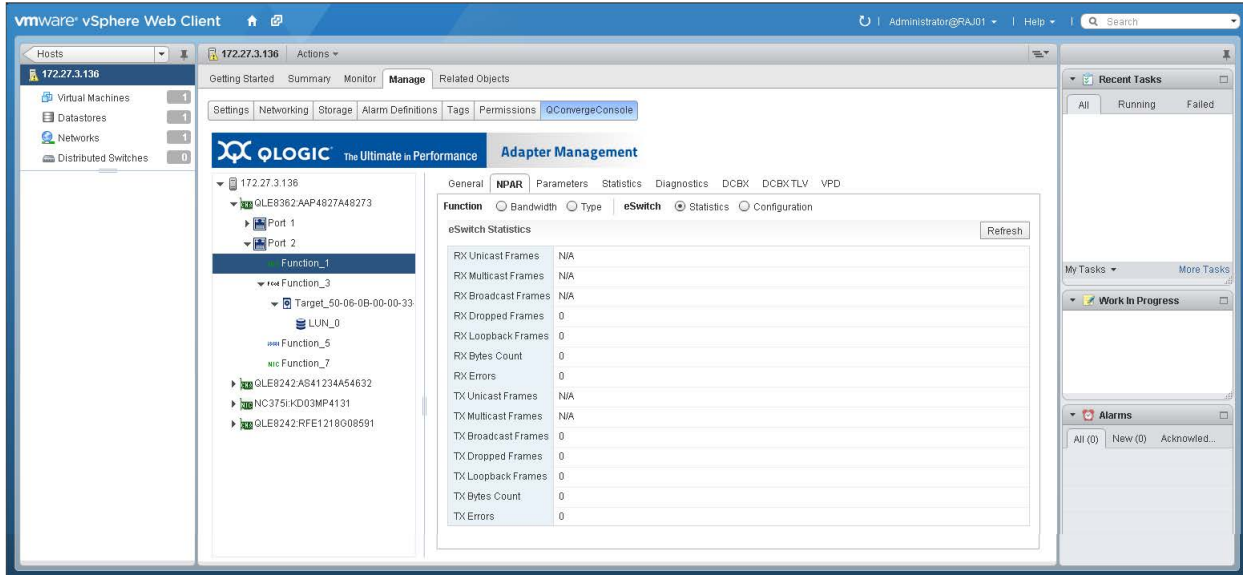 vmware® vSphere Web Client
Administrator@RAJ01
Help
Search
Hosts
172.27.3.136
Virtual Machines 1
Datastores 1
Networks 1
Distributed Switches 0
172.27.3.136 Actions
Getting Started Summary Monitor Manage Related Objects
Settings Networking Storage Alarm Definitions Tags Permissions QConvergeConsole
QLOGIC The Ultimate in Performance Adapter Management
172.27.3.136
QLE8362:AAP4827A48273
Port 1
Port 2
Function_1
Function_3
Target_50-06-0B-00-00-33-
LUN_0
Function_5
NIC Function_7
QLE8242:AS41234A54632
NC375i:KD03MP4131
QLE8242:RFE1218G08591
General NPAR Parameters Statistics Diagnostics DCBX DCBX TLV VPD
Function Bandwidth Type eSwitch Statistics Configuration
eSwitch Statistics Refresh
RX Unicast Frames N/A
RX Multicast Frames N/A
RX Broadcast Frames N/A
RX Dropped Frames 0
RX Loopback Frames 0
RX Bytes Count 0
RX Errors 0
TX Unicast Frames N/A
TX Multicast Frames N/A
TX Broadcast Frames 0
TX Dropped Frames 0
TX Loopback Frames 0
TX Bytes Count 0
TX Errors 0
Recent Tasks
All Running Failed
My Tasks More Tasks
Work In Progress
Alarms
All (0) New (0) Acknowled...